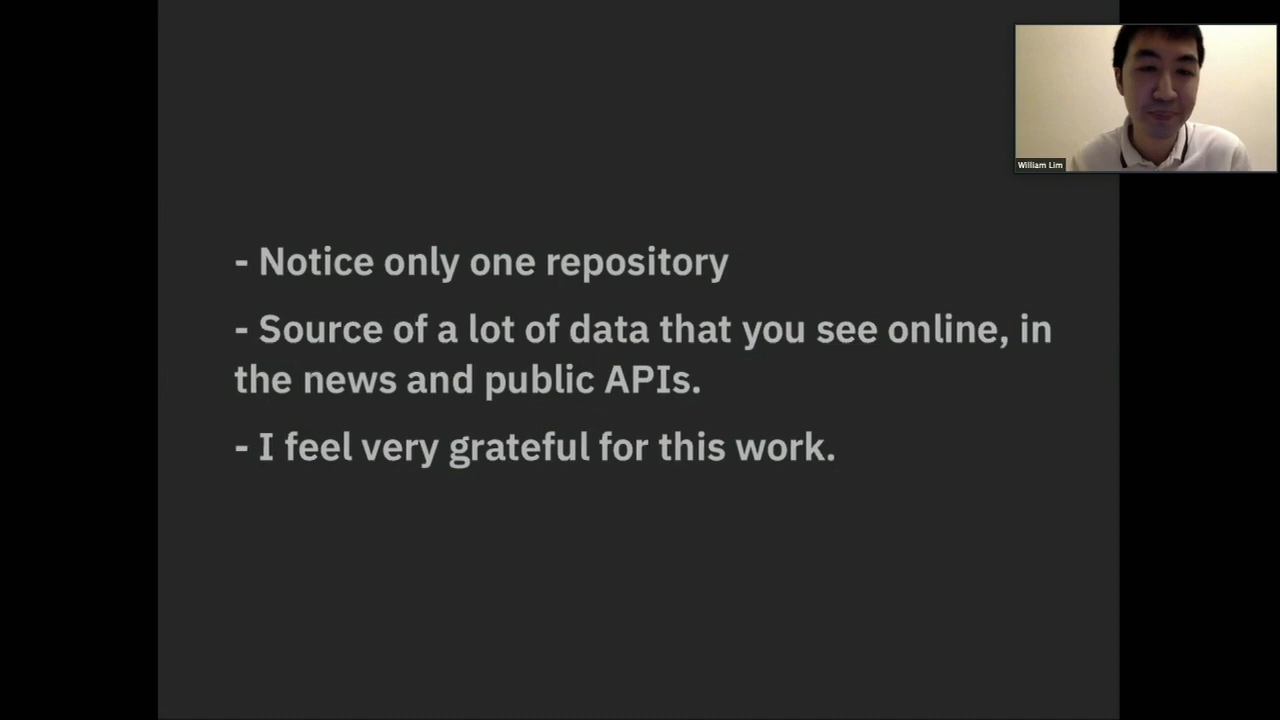 William Lim
- Notice only one repository
- Source of a lot of data that you see online, in
the news and public APIs.
- I feel very grateful for this work.